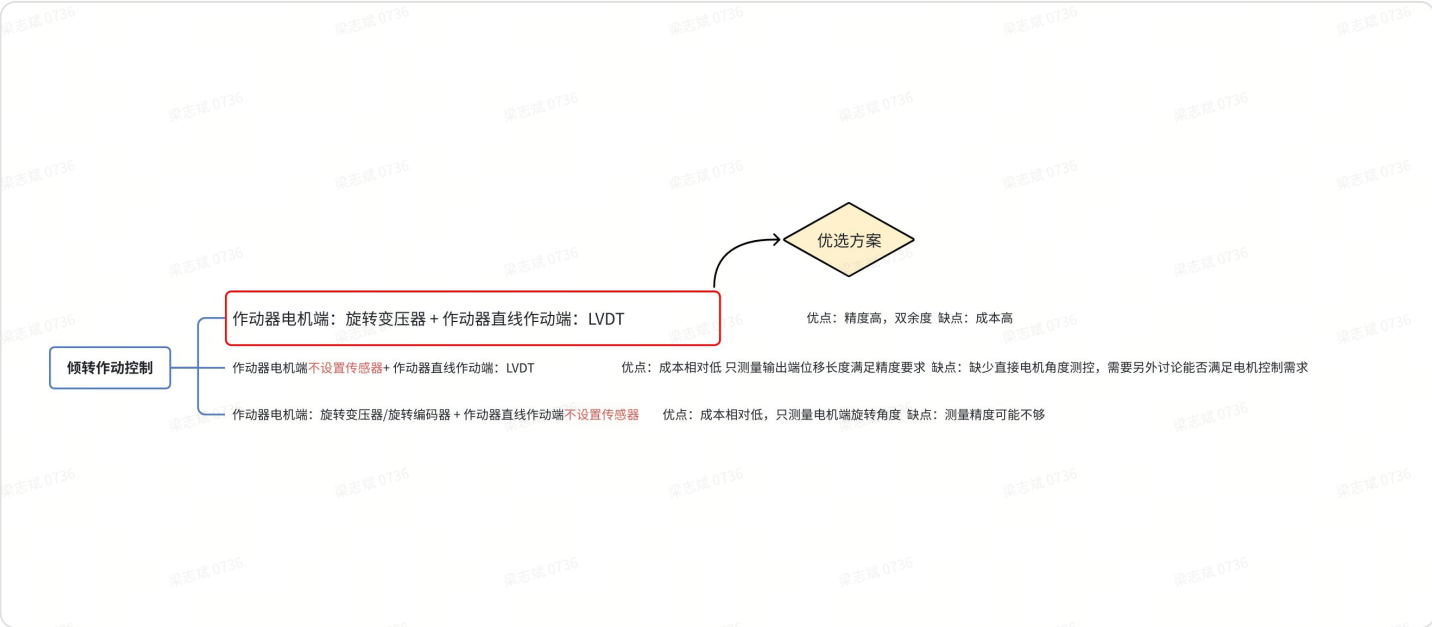 优选方案
作动器电机端：旋转变压器 + 作动器直线作动端：LVDT
优点：精度高，双余度 缺点：成本高
倾转作动控制
作动器电机端不设置传感器+ 作动器直线作动端：LVDT
优点：成本相对低 只测量输出端位移长度满足精度要求 缺点：缺少直接电机角度测控，需要另外讨论能否满足电机控制需求
作动器电机端：旋转变压器/旋转编码器 + 作动器直线作动端不设置传感器
优点：成本相对低，只测量电机端旋转角度 缺点：测量精度可能不够
梁志斌 0736